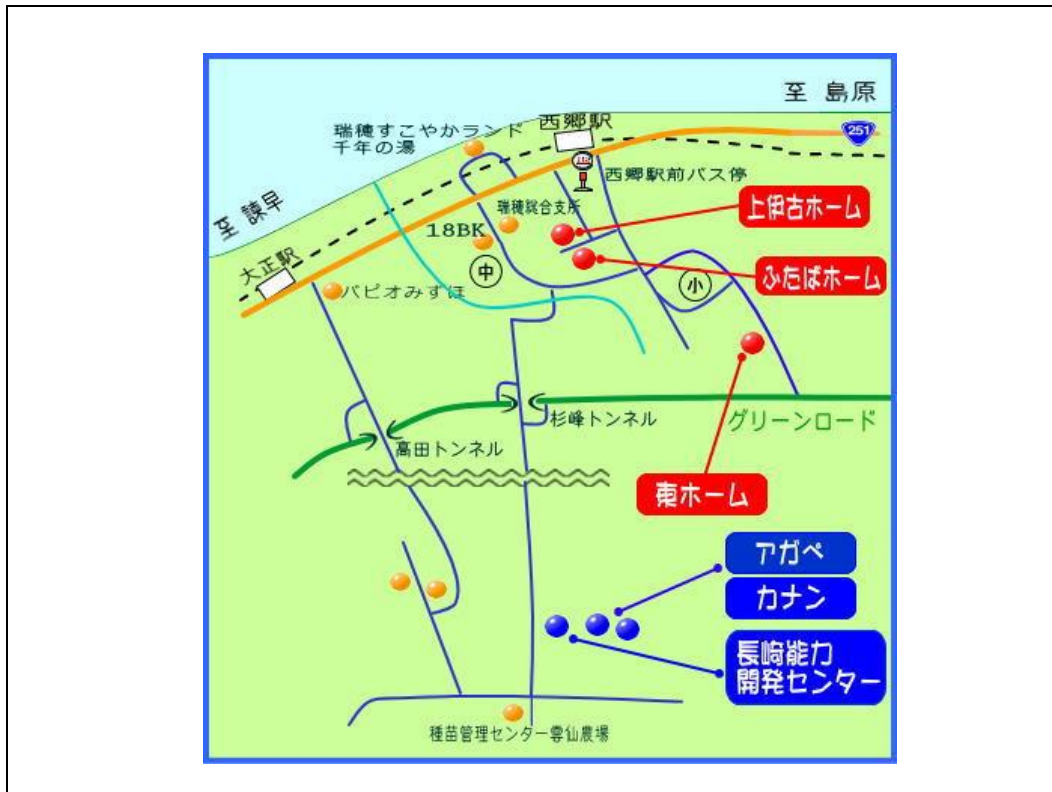 至 島原
251
西郷駅
瑞穂すこやかランド
千年の湯
西郷駅前バス停
至 諫早
上伊古ホーム
瑞穂総合支所
18BK
中
大正駅
ふたばホーム
小
パピオみずほ
杉峰トンネル
グリーンロード
高田トンネル
東ホーム
アガペ
カナン
長崎能力
開発センター
種苗管理センター雲仙農場